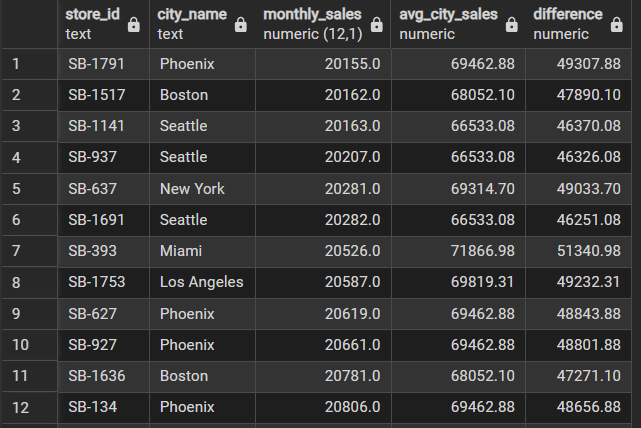 store_id city_name monthly_sales avg_city_sales difference
text text numeric (12,1) numeric numeric
1 SB-1791 Phoenix 20155.0 69462.88 49307.88
2 SB-1517 Boston 20162.0 68052.10 47890.10
3 SB-1141 Seattle 20163.0 66533.08 46370.08
4 SB-937 Seattle 20207.0 66533.08 46326.08
5 SB-637 New York 20281.0 69314.70 49033.70
6 SB-1691 Seattle 20282.0 66533.08 46251.08
7 SB-393 Miami 20526.0 71866.98 51340.98
8 SB-1753 Los Angeles 20587.0 69819.31 49232.31
9 SB-627 Phoenix 20619.0 69462.88 48843.88
10 SB-927 Phoenix 20661.0 69462.88 48801.88
11 SB-1636 Boston 20781.0 68052.10 47271.10
12 SB-134 Phoenix 20806.0 69462.88 48656.88